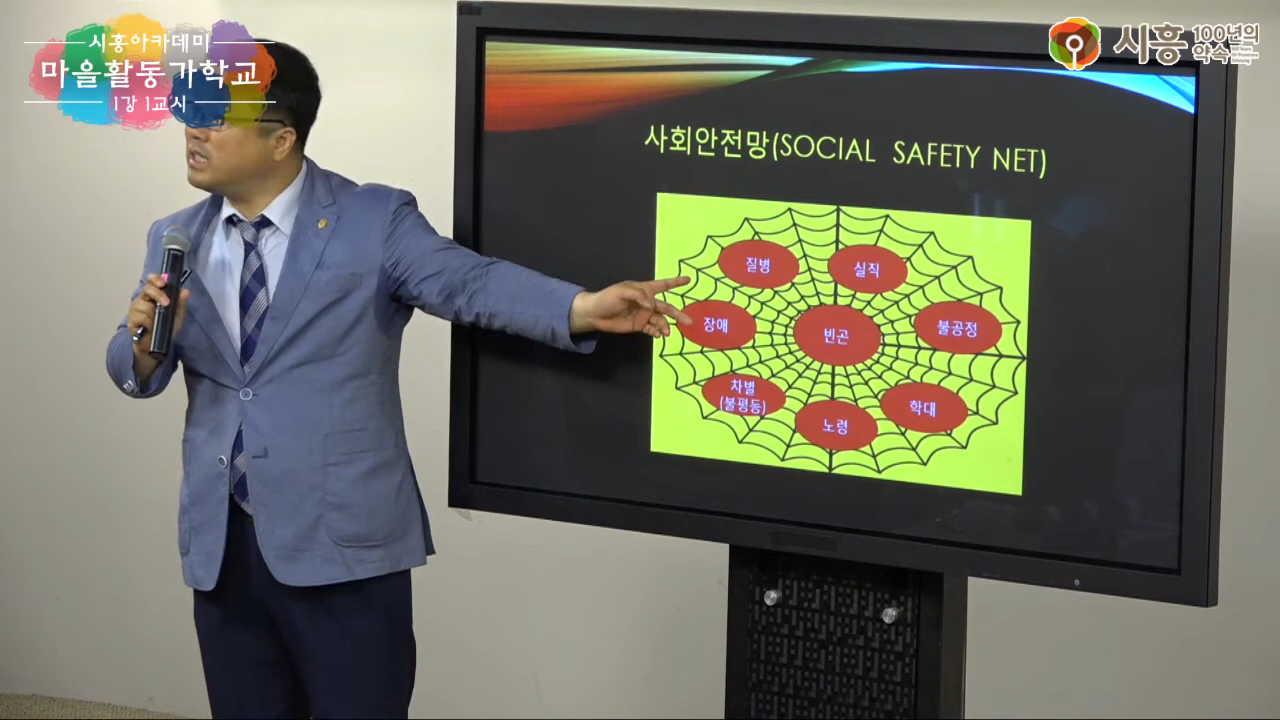 시흥아카데미
마을활동가학교
1강 1교시
시흥
100년의
약속
사회안전망(SOCIAL SAFETY NET)
질병
실직
장애
빈곤
불공정
차별
(불평등)
노령
학대